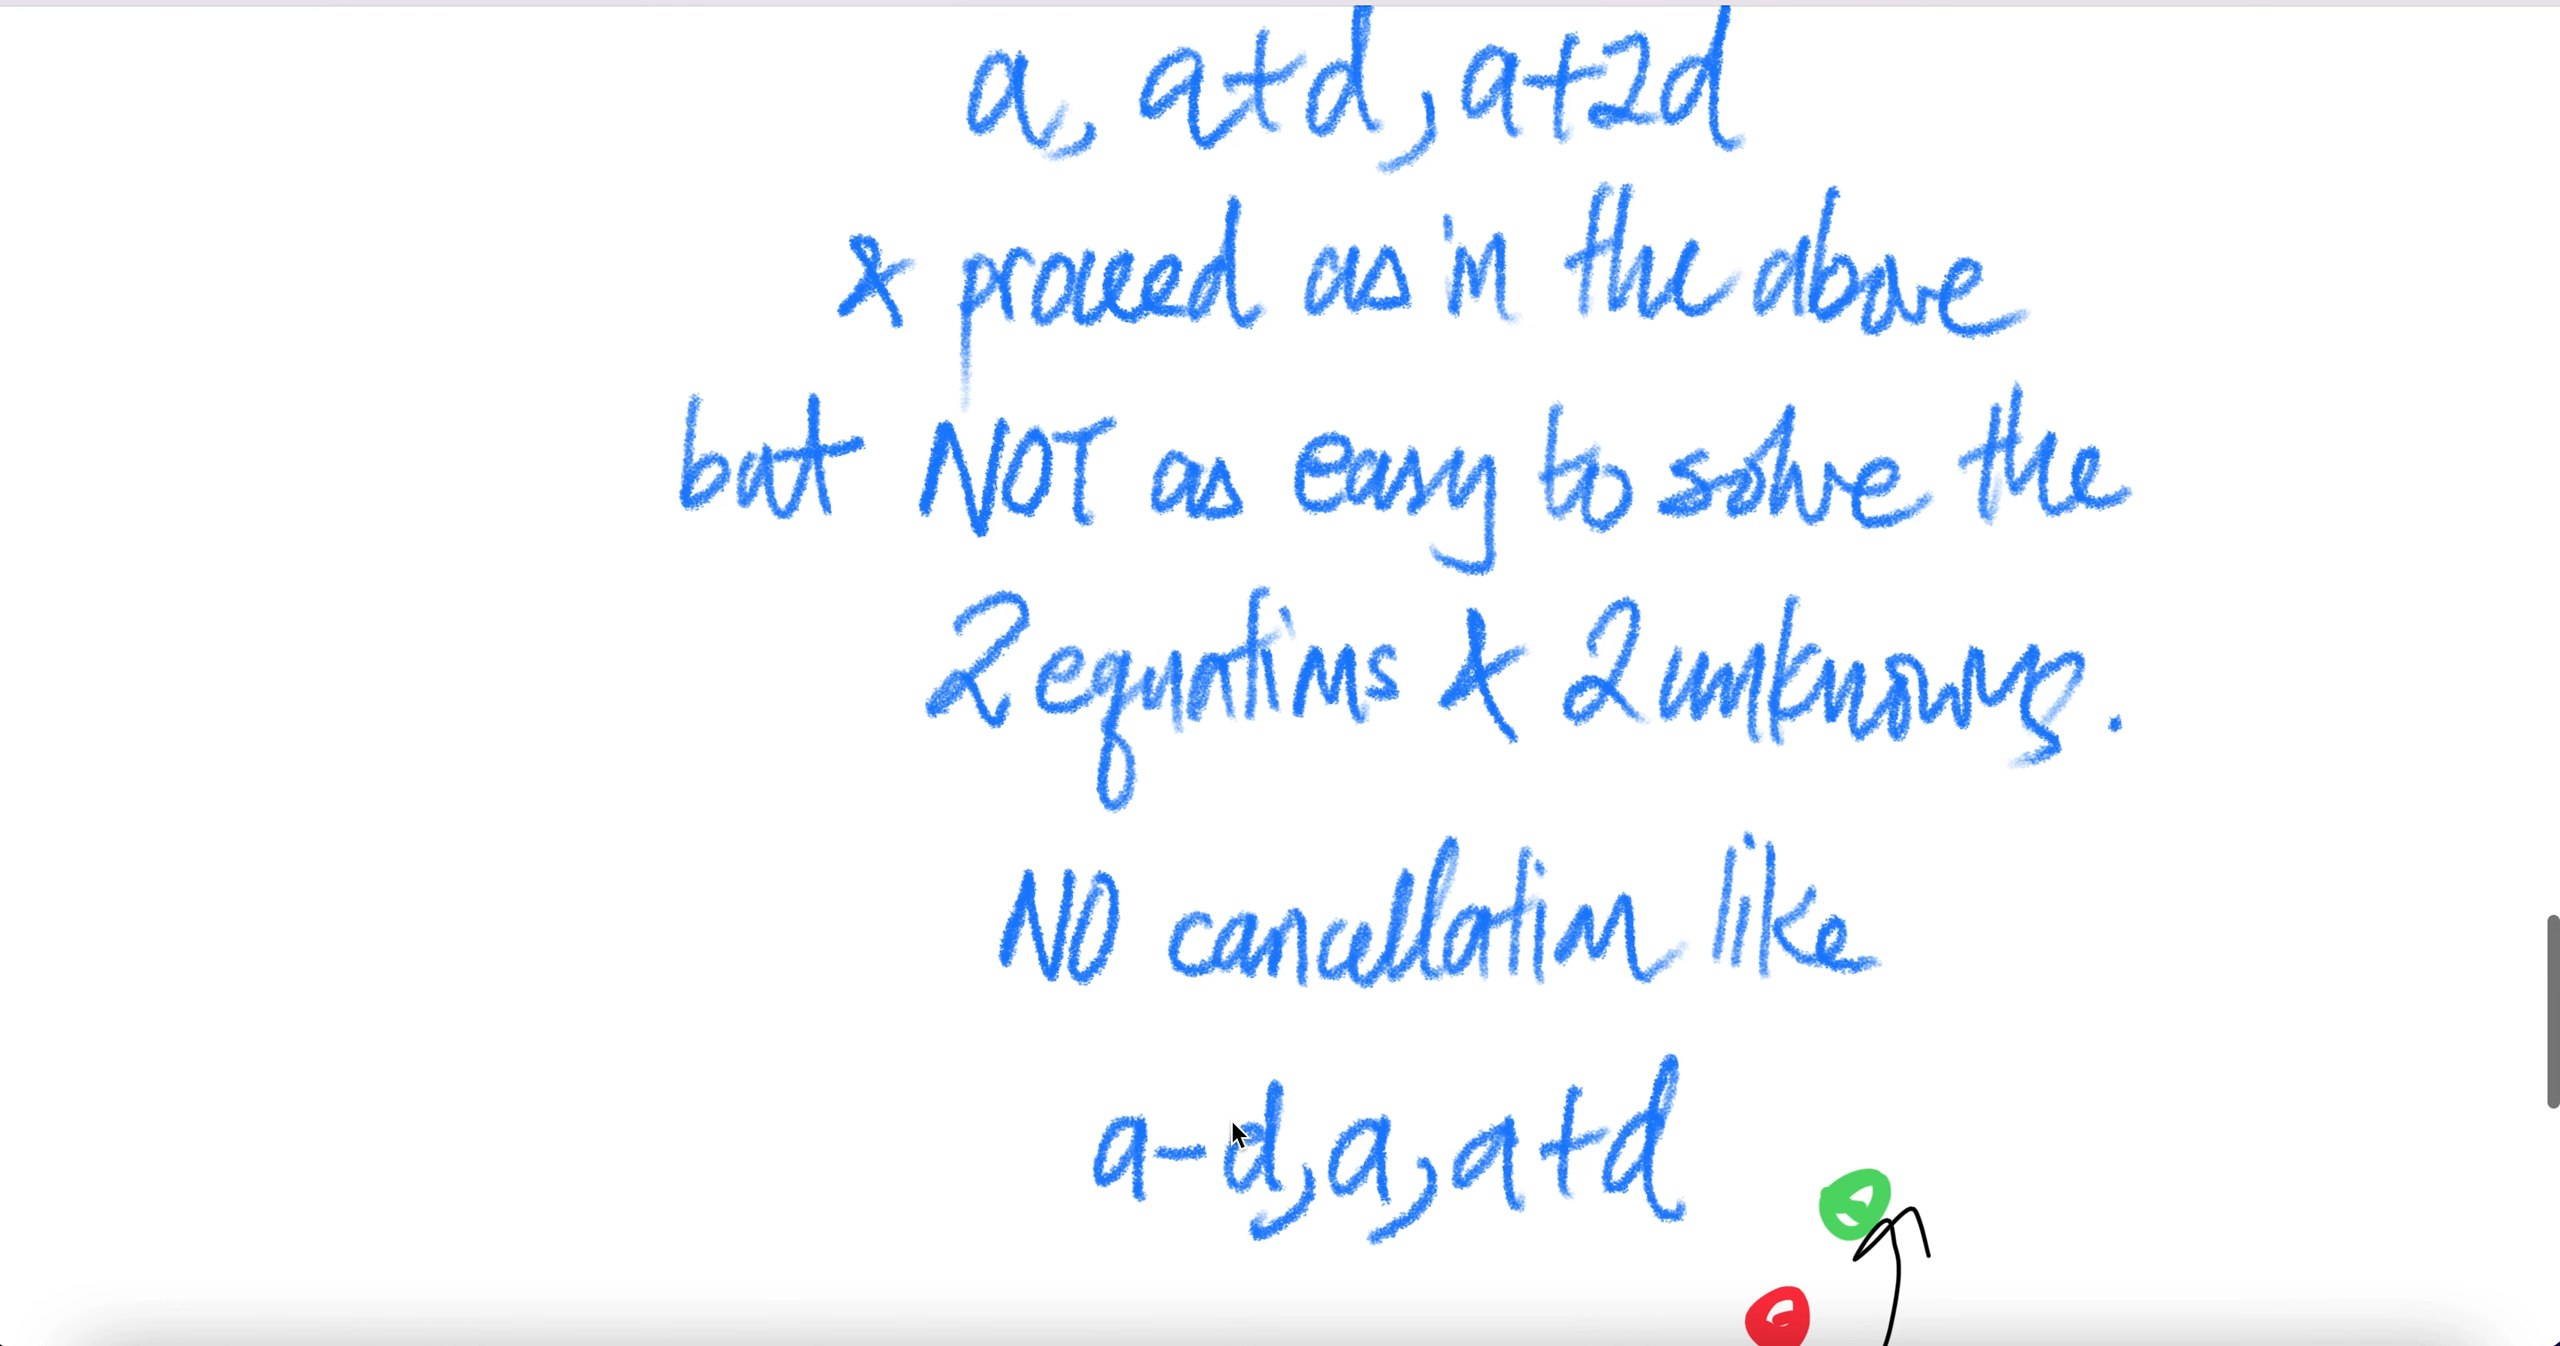 a, a+d, a+2d
& proceed as in the above
but NOT as easy to solve the
2 equations & 2 unknowns.
NO cancellation like
a-d, a, a+d